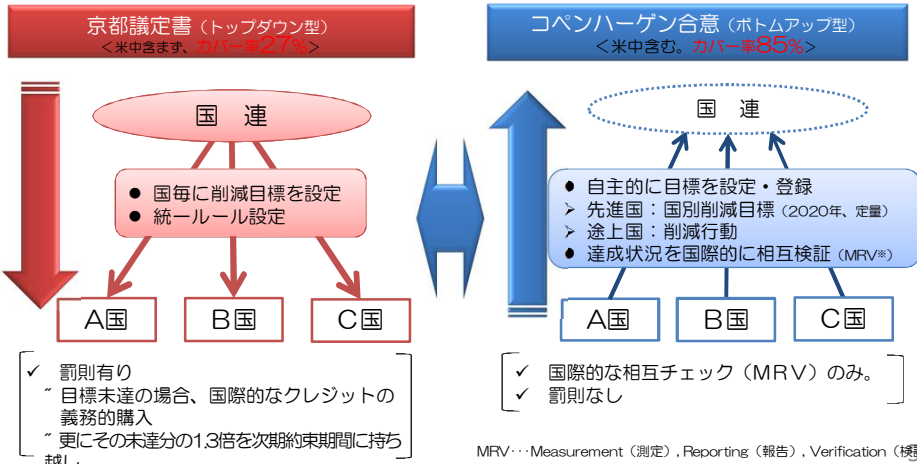 京都議定書（トップダウン型）
＜米中含まず、カバー率27%＞
国 連
● 国毎に削減目標を設定
● 統一ルール設定
A国 B国 C国
✓ 罰則有り
˝ 目標未達の場合、国際的なクレジットの
義務的購入
˝ 更にその未達分の1.3倍を次期約束期間に持ち
越し
コペンハーゲン合意（ボトムアップ型）
＜米中含む。カバー率85%＞
国 連
● 自主的に目標を設定・登録
➢ 先進国：国別削減目標（2020年、定量）
➢ 途上国：削減行動
● 達成状況を国際的に相互検証（MRV※）
A国 B国 C国
✓ 国際的な相互チェック（MRV）のみ。
✓ 罰則なし
MRV･･･Measurement（測定）, Reporting（報告）, Verification（検